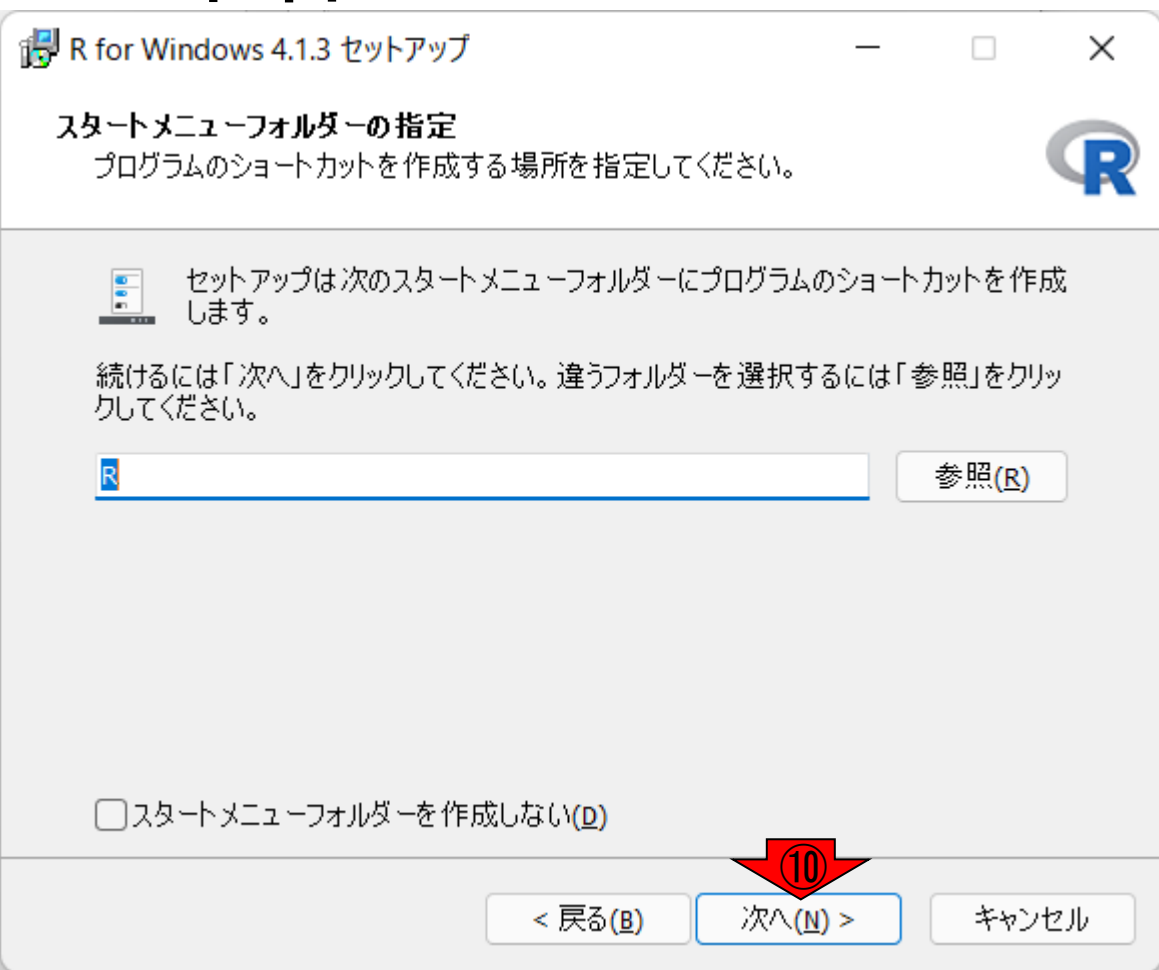 R for Windows 4.1.3 セットアップ
スタートメニューフォルダーの指定
プログラムのショートカットを作成する場所を指定してください。
R
セットアップは次のスタートメニューフォルダーにプログラムのショートカットを作成
します。
続けるには「次へ」をクリックしてください。違うフォルダーを選択するには「参照」をクリッ
クしてください。
R
参照(R)
スタートメニューフォルダーを作成しない(D)
⑩
< 戻る(B)
次へ(N) >
キャンセル